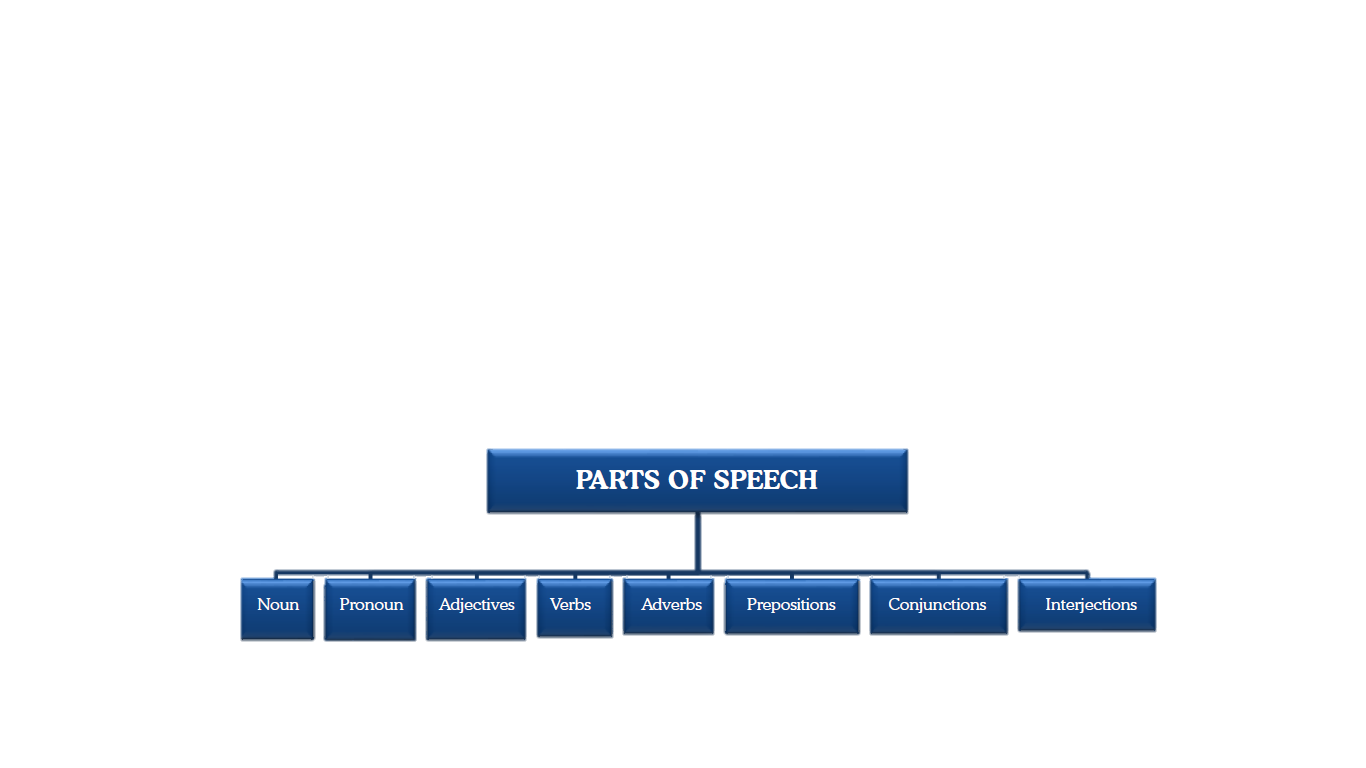 PARTS OF SPEECH
Noun
Pronoun
Adjectives
Verbs
Adverbs
Prepositions
Conjunctions
Interjections